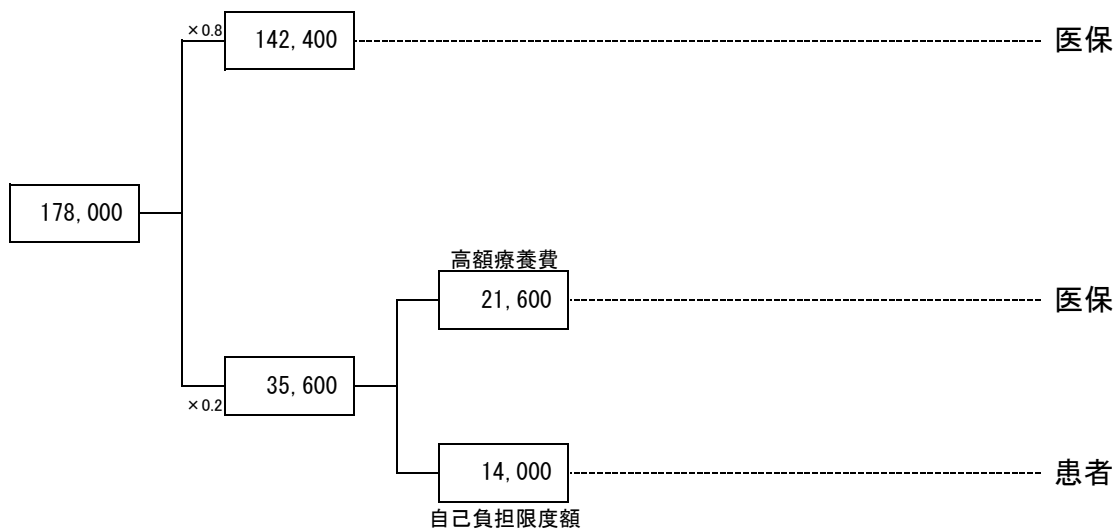 ×0.8
142,400
医保
178,000
高額療養費
21,600
医保
35,600
×0.2
14,000
患者
自己負担限度額